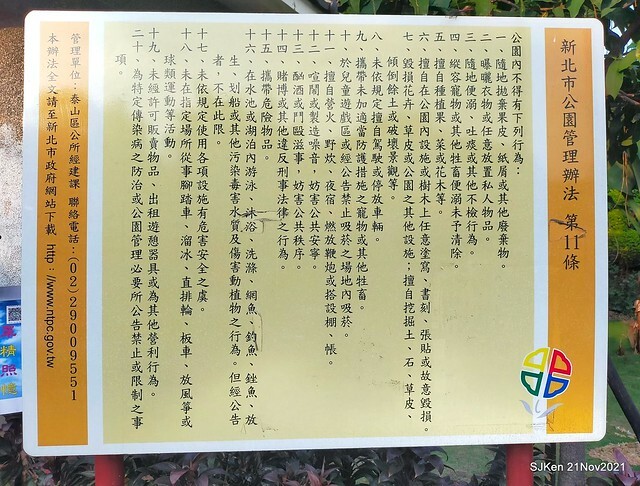 新北市公園管理辦法 第11條
公園內不得有下列行為：
一、隨地拋棄果皮、紙屑或其他廢棄物。
二、曝曬衣物或任意放置私人物品。
三、隨地便溺、吐痰或其他不檢行為。
四、縱容寵物或其他牲畜便溺未予清除。
五、擅自種植果、菜或花木等。
六、擅自在公園內設施或樹木上任意塗寫、書刻、張貼或故意毀損。
七、毀損花卉、草皮或公園之其他設施；擅自挖掘土、石、草皮、
傾倒餘土或破壞景觀等。
八、未依規定擅自駕駛或停放車輛。
九、攜帶未加適當防護措施之寵物或其他牲畜。
十、於兒童遊戲區或經公告禁止吸菸之場地內吸菸。
十一、擅自營火、野炊、夜宿、燃放鞭炮或搭設棚、帳。
十二、喧鬧或製造噪音，妨害公共安寧。
十三、酗酒或鬥毆滋事，妨害公共秩序。
十四、賭博或其他違反刑事法律之行為。
十五、攜帶危險物品。
十六、在水池或湖泊內游泳、沐浴、洗滌、網魚、釣魚、銼魚、放
生、划船或其他污染毒害水質及傷害動植物之行為。但經公告
者，不在此限。
十七、未依規定使用各項設施有危害安全之虞。
十八、未在指定場所從事腳踏車、溜冰、直排輪、板車、放風箏或
球類運動等活動。
十九、未經許可販賣物品、出租遊憩器具或為其他營利行為。
二十、為特定傳染病之防治或公園管理必要所公告禁止或限制之事
項。
管理單位：泰山區公所經建課 聯絡電話：(02)29009551
本辦法全文請至新北市政府網站下載 http://www.ntpc.gov.tw
SJKen 21Nov2021